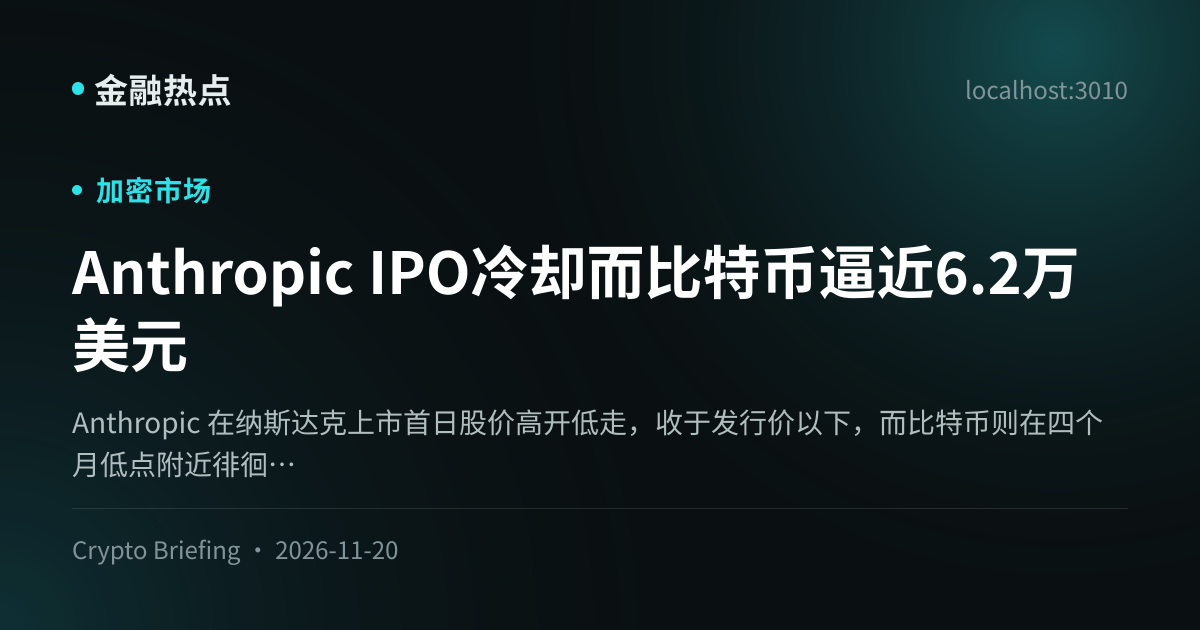 金融热点
localhost:3010
加密市场
Anthropic IPO冷却而比特币逼近6.2万
美元
Anthropic 在纳斯达克上市首日股价高开低走，收于发行价以下，而比特币则在四个
月低点附近徘徊…
Crypto Briefing · 2026-11-20